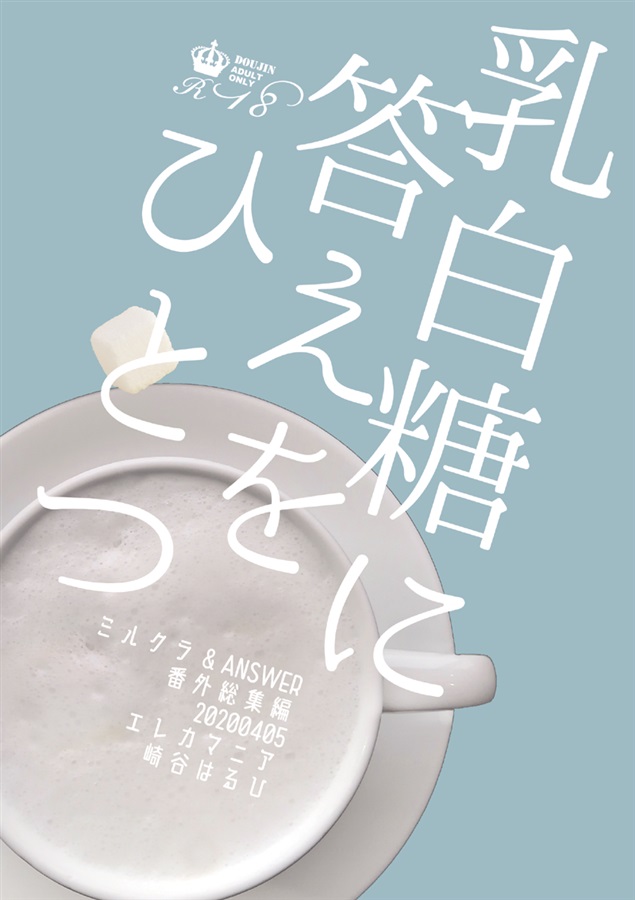 DOUJIN
ADULT
ONLY
R18
乳白糖に
答えを
ひとつ
ミルクラ&ANSWER
番外総集編
20200405
エレカマニア
崎谷はるひ